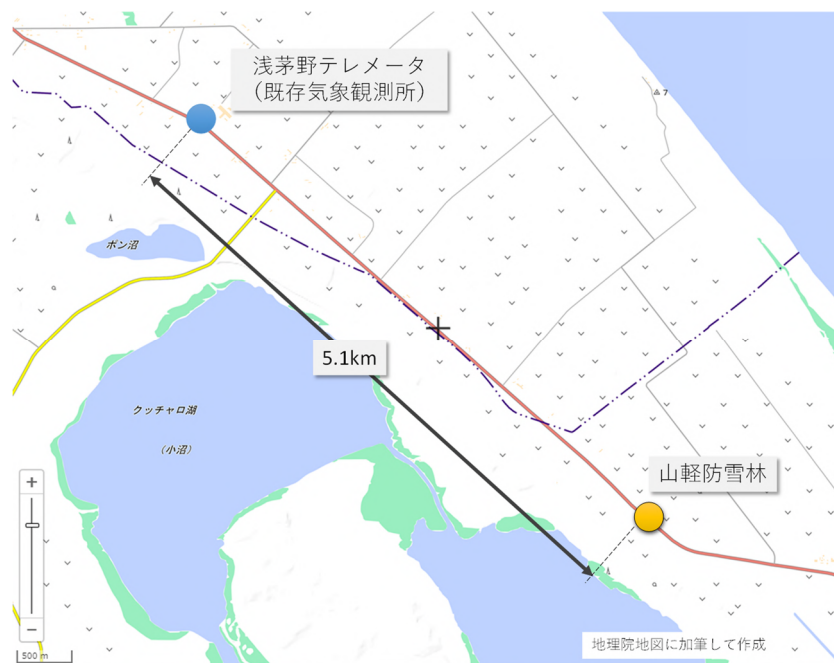 浅茅野テレメータ
（既存気象観測所）
7
ポン沼
5.1km
クッチャロ湖
（小沼）
山軽防雪林
+
−
500 m
地理院地図に加筆して作成